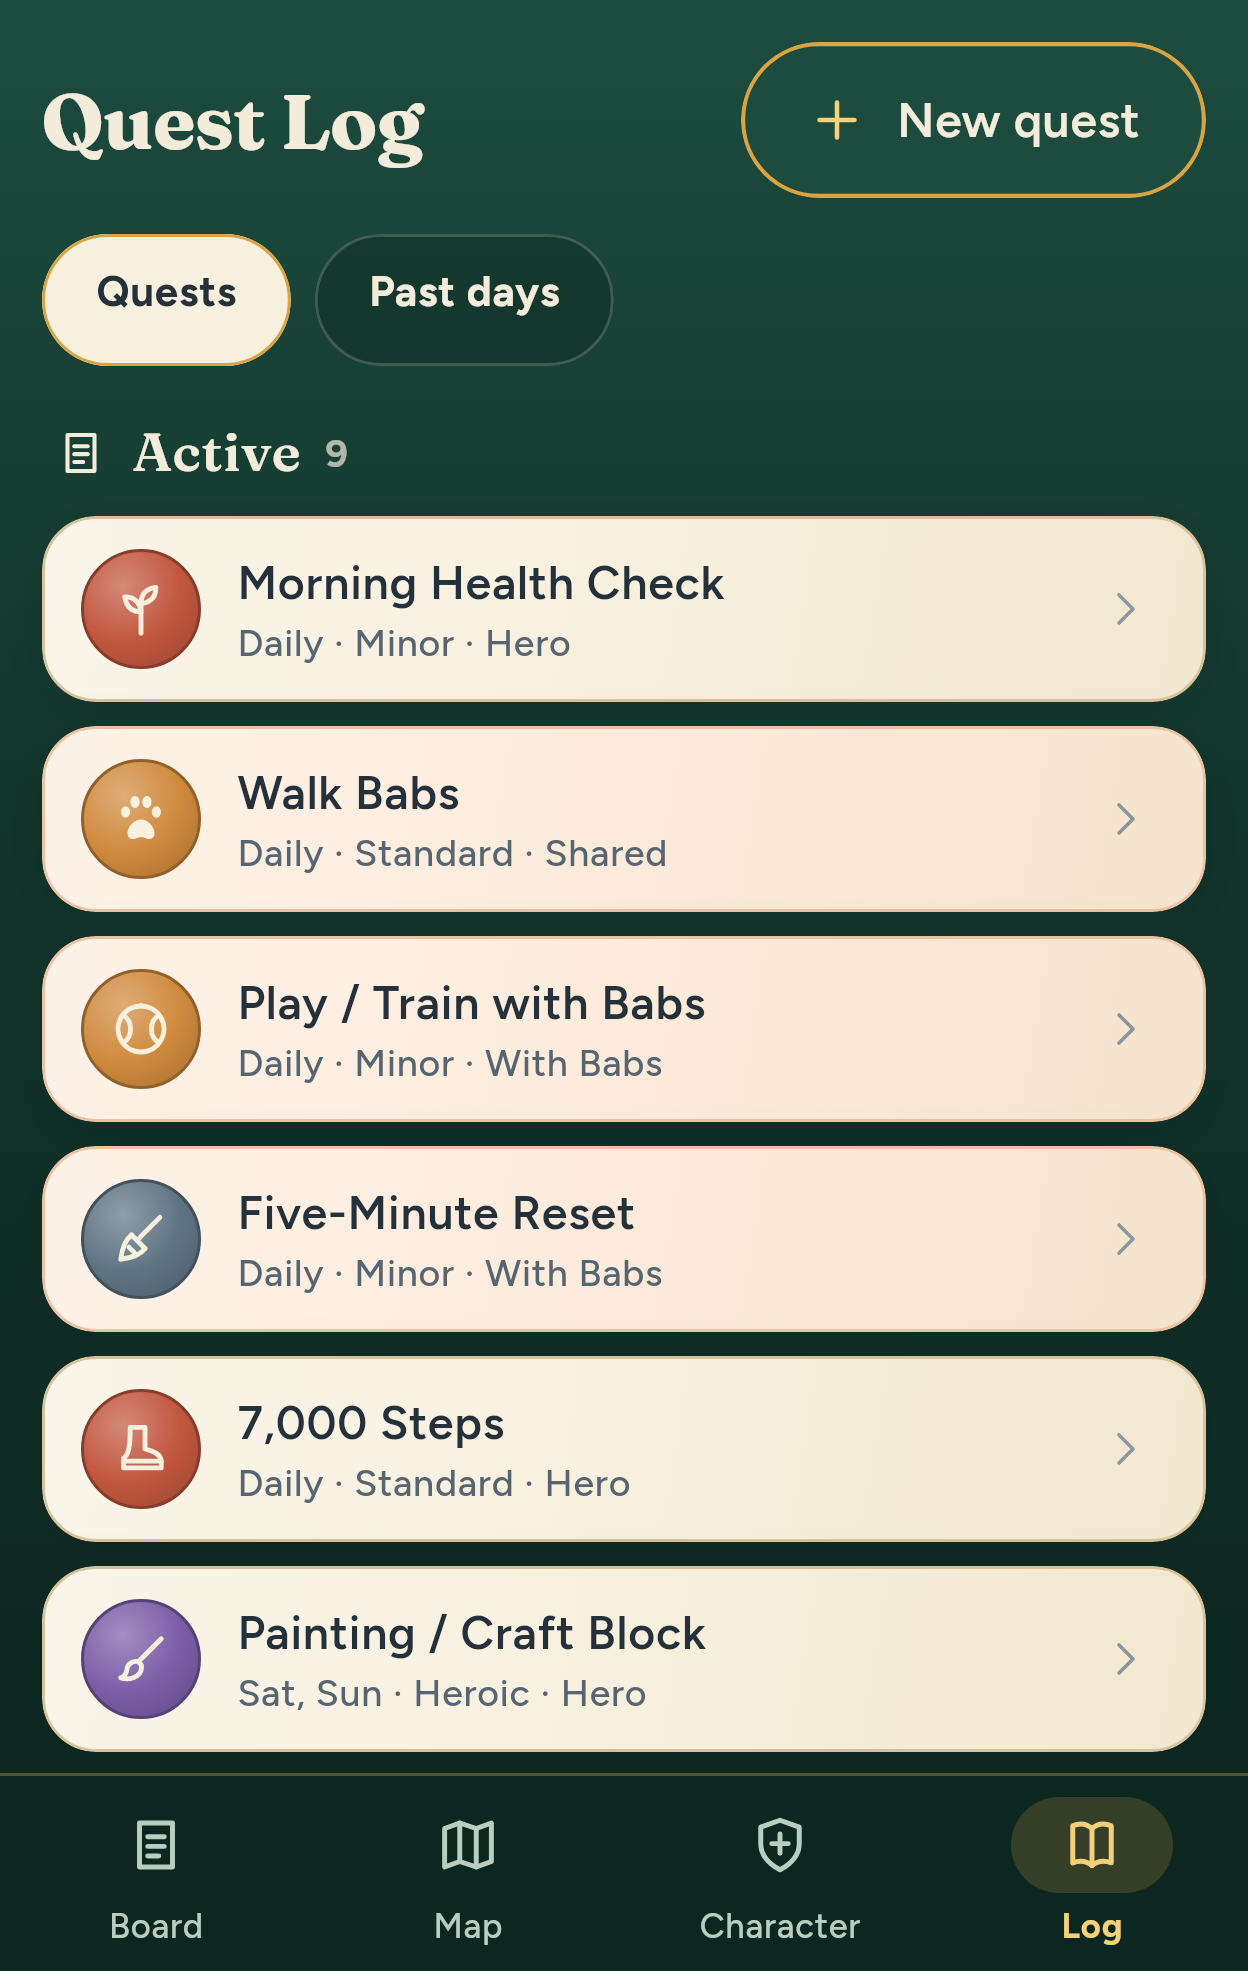 Quest Log
New quest
Quests
Past days
Active 9
Morning Health Check
Daily · Minor · Hero
Walk Babs
Daily · Standard · Shared
Play / Train with Babs
Daily · Minor · With Babs
Five-Minute Reset
Daily · Minor · With Babs
7,000 Steps
Daily · Standard · Hero
Painting / Craft Block
Sat, Sun · Heroic · Hero
Board
Map
Character
Log